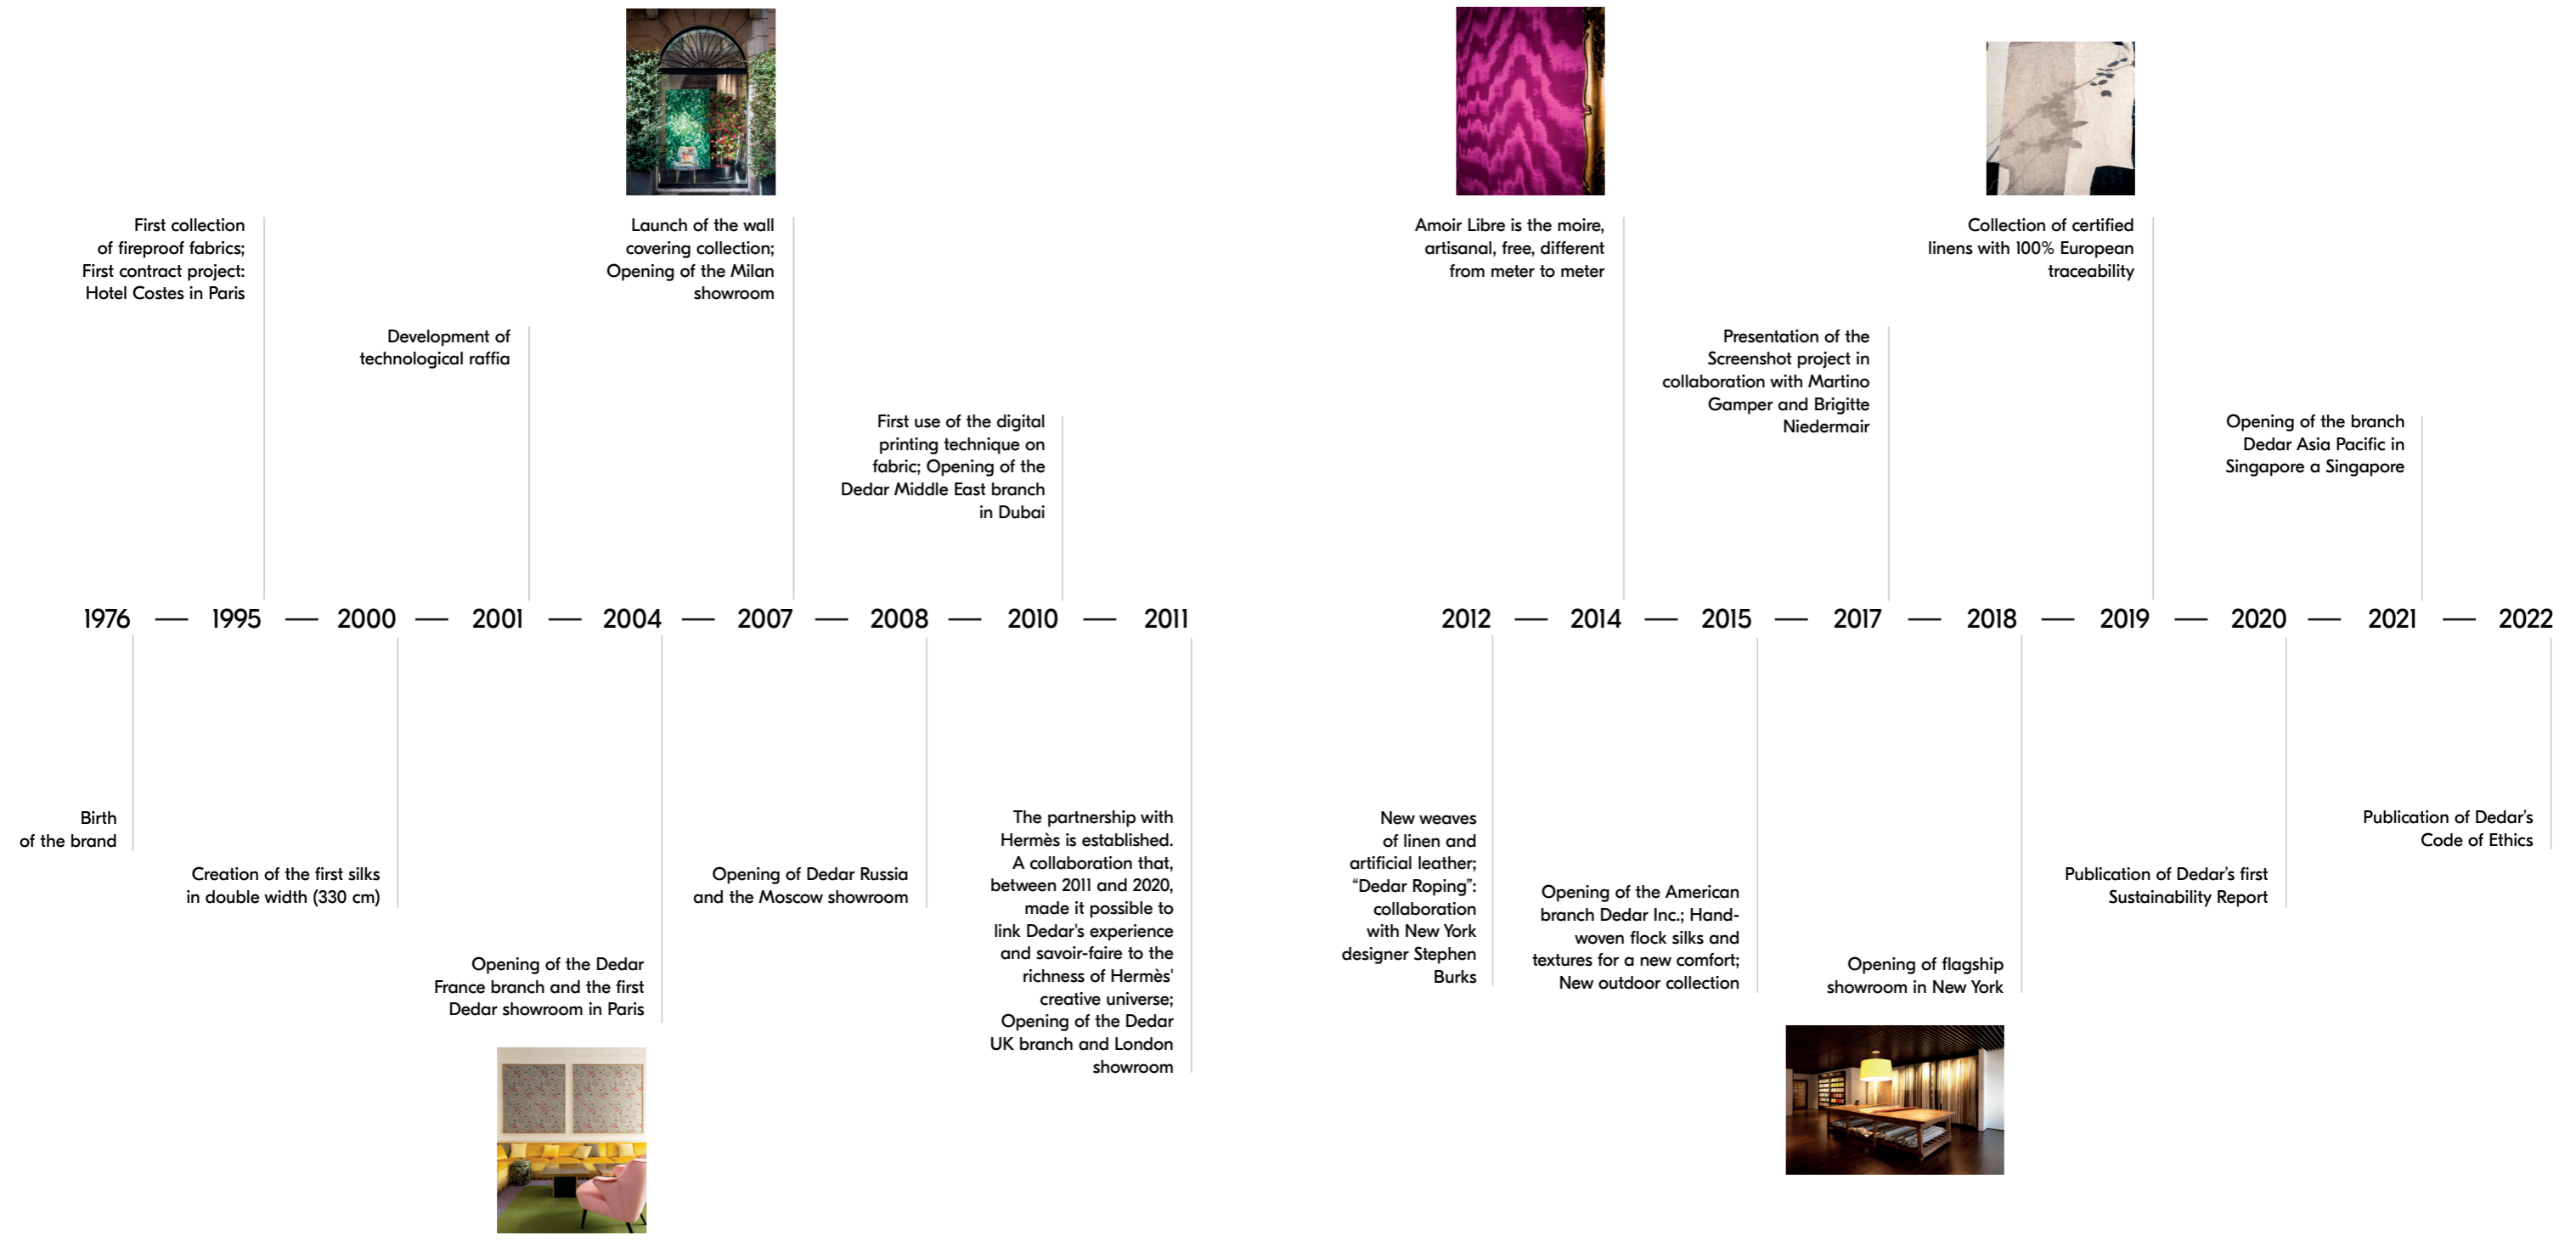 First collection
of fireproof fabrics;
First contract project:
Hotel Costes in Paris
Development of
technological raffia
Launch of the wall
covering collection;
Opening of the Milan
showroom
First use of the digital
printing technique on
fabric; Opening of the
Dedar Middle East branch
in Dubai
Amoir Libre is the moire,
artisanal, free, different
from meter to meter
Presentation of the
Screenshot project in
collaboration with Martino
Gamper and Brigitte
Niedermair
Collection of certified
linens with 100% European
traceability
Opening of the branch
Dedar Asia Pacific in
Singapore a Singapore
1976 — 1995 — 2000 — 2001 — 2004 — 2007 — 2008 — 2010 — 2011
2012 — 2014 — 2015 — 2017 — 2018 — 2019 — 2020 — 2021 — 2022
Birth
of the brand
Creation of the first silks
in double width (330 cm)
Opening of the Dedar
France branch and the first
Dedar showroom in Paris
Opening of Dedar Russia
and the Moscow showroom
The partnership with
Hermès is established.
A collaboration that,
between 2011 and 2020,
made it possible to
link Dedar's experience
and savoir-faire to the
richness of Hermès'
creative universe;
Opening of the Dedar
UK branch and London
showroom
New weaves
of linen and
artificial leather;
“Dedar Roping”:
collaboration
with New York
designer Stephen
Burks
Opening of the American
branch Dedar Inc.; Hand-
woven flock silks and
textures for a new comfort;
New outdoor collection
Opening of flagship
showroom in New York
Publication of Dedar’s first
Sustainability Report
Publication of Dedar’s
Code of Ethics